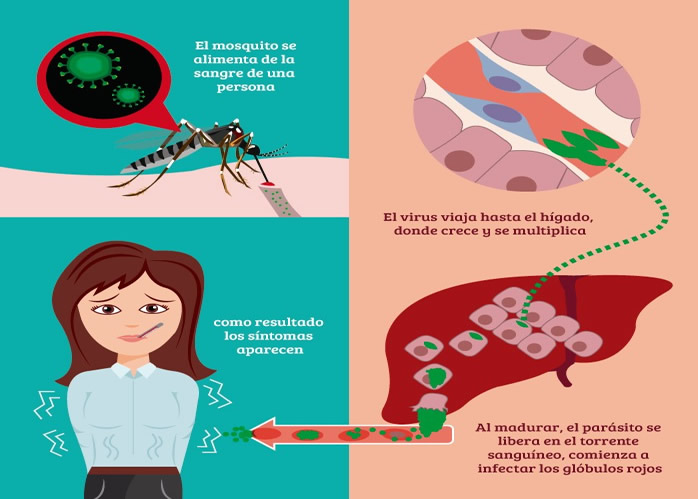 El mosquito se
alimenta de la
sangre de una
persona
El virus viaja hasta el hígado,
donde crece y se multiplica
Al madurar, el parásito se
libera en el torrente
sanguíneo, comienza a
infectar los glóbulos rojos
como resultado
los síntomas
aparecen